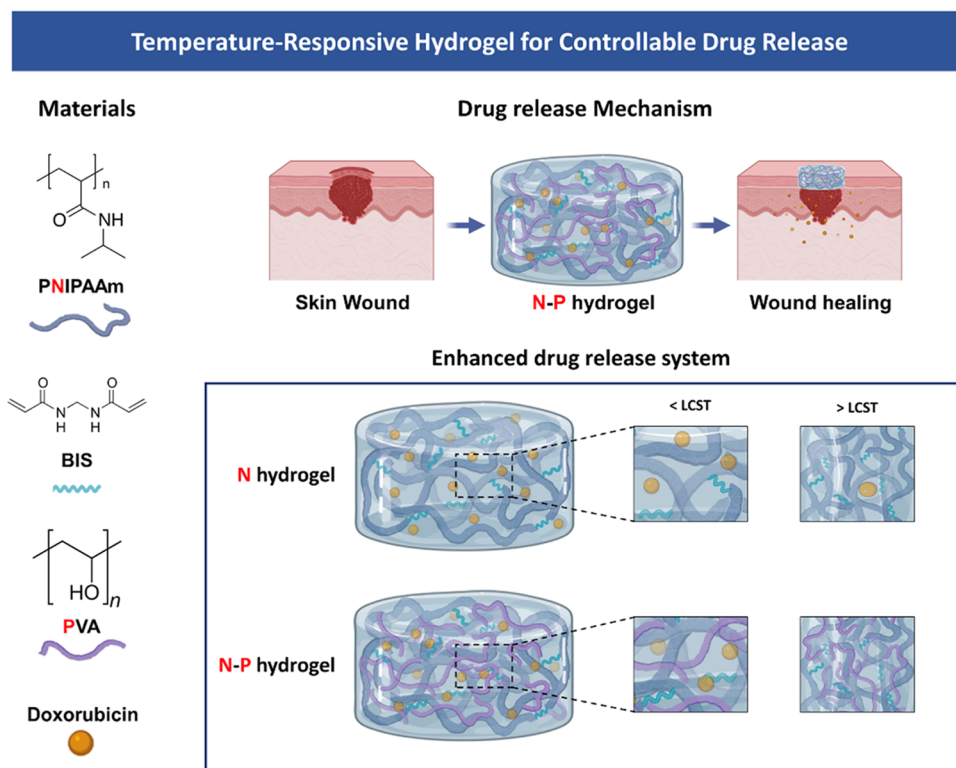 Temperature-Responsive Hydrogel for Controllable Drug Release
Materials
n
O
NH
PNIPAAm
O
O
N
H
N
H
BIS
HO
n
PVA
Doxorubicin
Drug release Mechanism
Skin Wound
N-P hydrogel
Wound healing
Enhanced drug release system
< LCST
> LCST
N hydrogel
N-P hydrogel